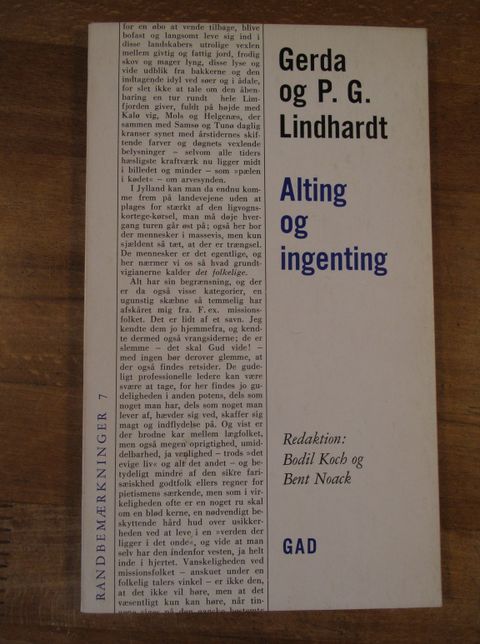 for en øbo at vende tilbage, blive
bofast og langsomt leve sig ind i
disse landskabers utrolige vexlen
mellem givtig og fattig jord, frodig
skov og mager lyng, disse lyse og
vide udblik fra bakkerne og den
indtagende idyl ved søer og i ådale,
for slet ikke at tale om den åben-
baring en tur rundt hele Lim-
fjorden giver, fuldt på højde med
Kalø vig, Mols og Helgenæs, der
sammen med Samsø og Tunø daglig
kranser synet med årstidernes skif-
tende farver og døgnets vexlende
belysninger – selvom alle tiders
hæsligste kraftværk nu ligger midt
i billedet og minder – som »pælen
i kødet« – om arvesynden.
I Jylland kan man da endnu kom-
me frem på landevejene uden at
plages for stærkt af den ligvogns-
kortege-kørsel, man må døje hver-
gang turen går øst på; også her bor
der mennesker i massevis, men kun
sjældent så tæt, at der er trængsel.
De mennesker er det egentlige, og
her nærmer vi os så hvad grundt-
vigianerne kalder det folkelige.
Alt har sin begrænsning, og der
er da også visse kategorier, en
ugunstig skæbne så temmelig har
afskåret mig fra. F. ex. missions-
folket. Det er lidt af et savn. Jeg
kendte dem jo hjemmefra, og kend-
te dermed også vrangsiderne; de er
slemme – det skal Gud vide! –
med ingen bør derover glemme, at
der også findes retsider. De gude-
ligt professionelle ledere kan være
svære at tage, for her findes jo gu-
deligheden i anden potens, dels som
noget man har, dels som noget man
lever af, hævder sig ved, skaffer sig
magt og indflydelse på. Og vist er
der brodne kar mellem lægfolket,
men også megen oprigtighed, umid-
delbarhed, ja venlighed – trods »det
evige liv« og alt det andet – og be-
tydeligt mindre af den sikre fari-
sæiskhed godtfolk ellers regner for
pietismens særkende, men som i vir-
keligheden ofte er en noget ru skal
om en blød kerne, en nødvendigt be-
skyttende hård hud over usikker-
heden ved at leve i en »verden der
ligger i det onde«, og vide at man
selv har den indenfor vesten, ja helt
inde i hjertet. Vanskeligheden ved
missionsfolket – anskuet under en
folkelig talers vinkel – er ikke den,
at det ikke vil høre, men at det
væsentligt kun kan høre, når tin-
RANDBEMÆRKNINGER 7
Gerda
og P. G.
Lindhardt
Alting
og
ingenting
Redaktion:
Bodil Koch og
Bent Noack
GAD